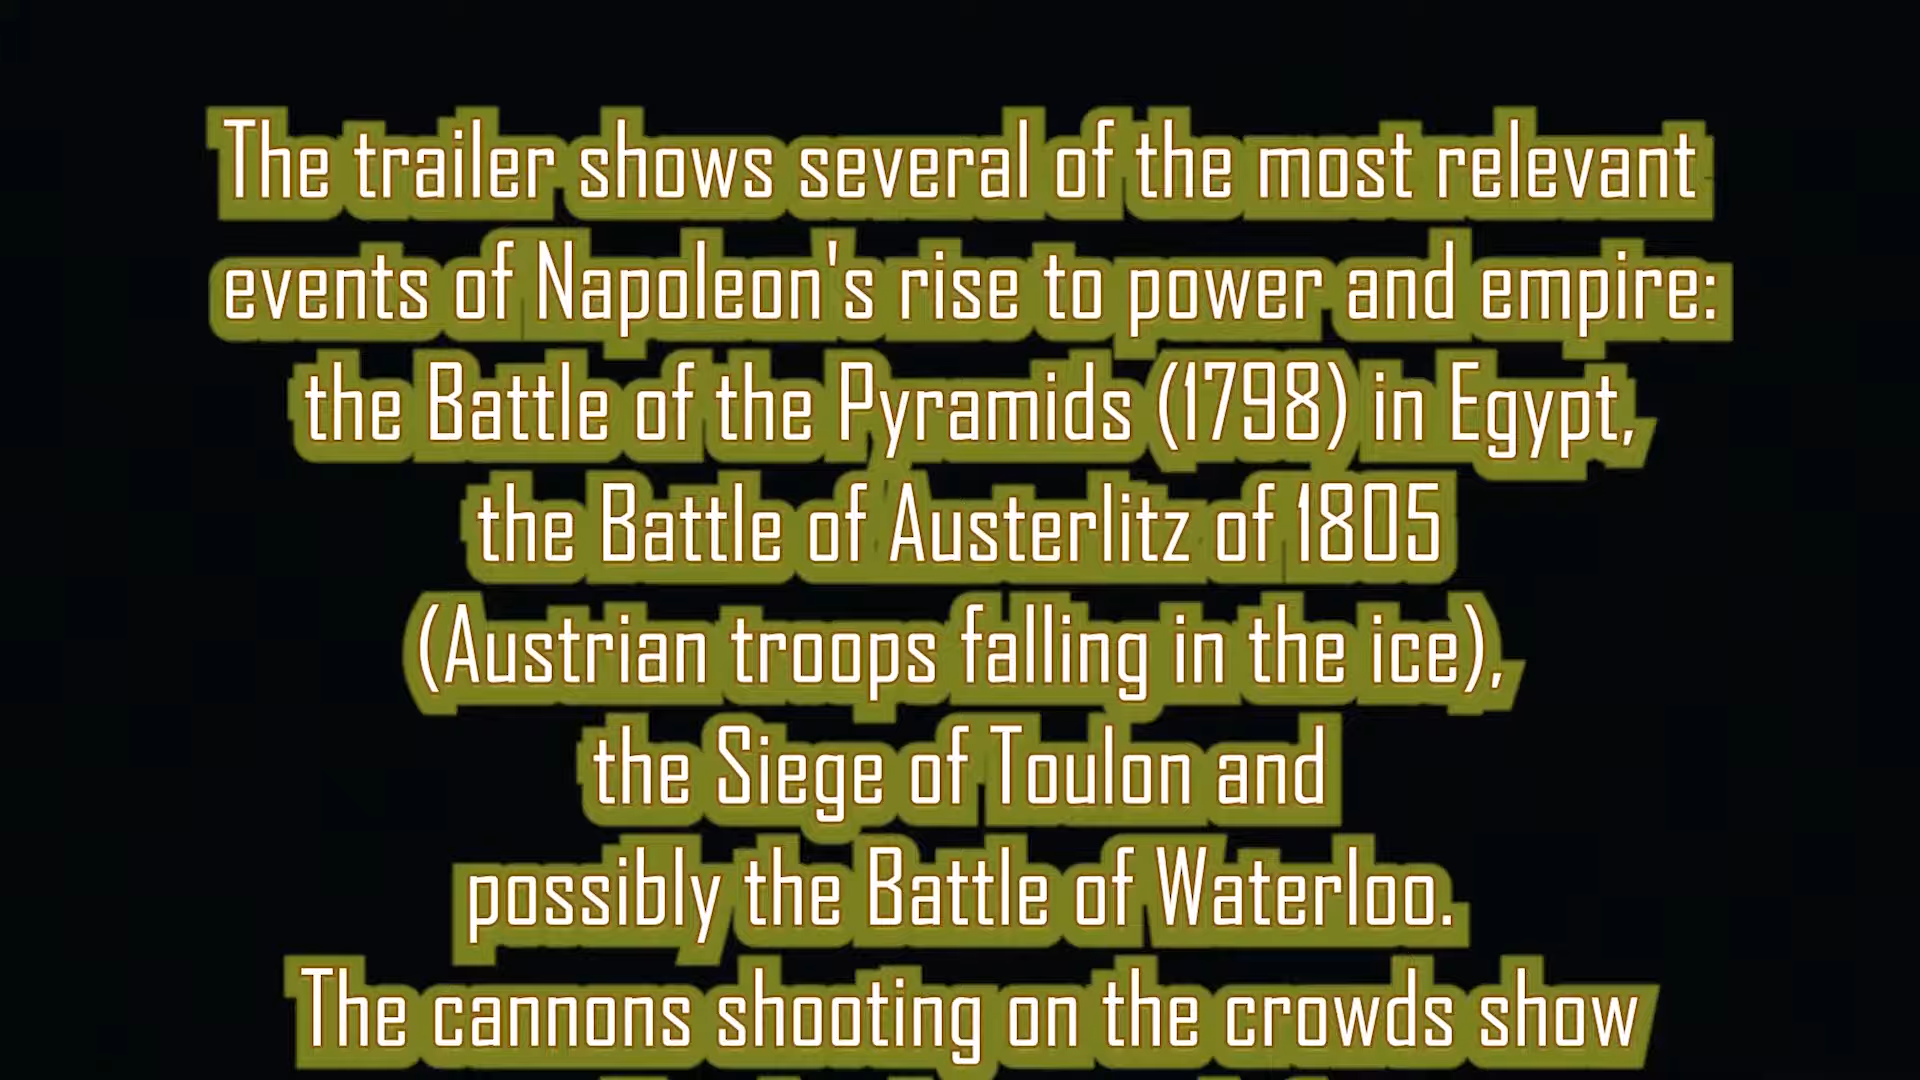 The trailer shows several of the most relevant
events of Napoleon's rise to power and empire:
the Battle of the Pyramids (1798) in Egypt,
the Battle of Austerlitz of 1805
(Austrian troops falling in the ice),
the Siege of Toulon and
possibly the Battle of Waterloo.
The cannons shooting on the crowds show